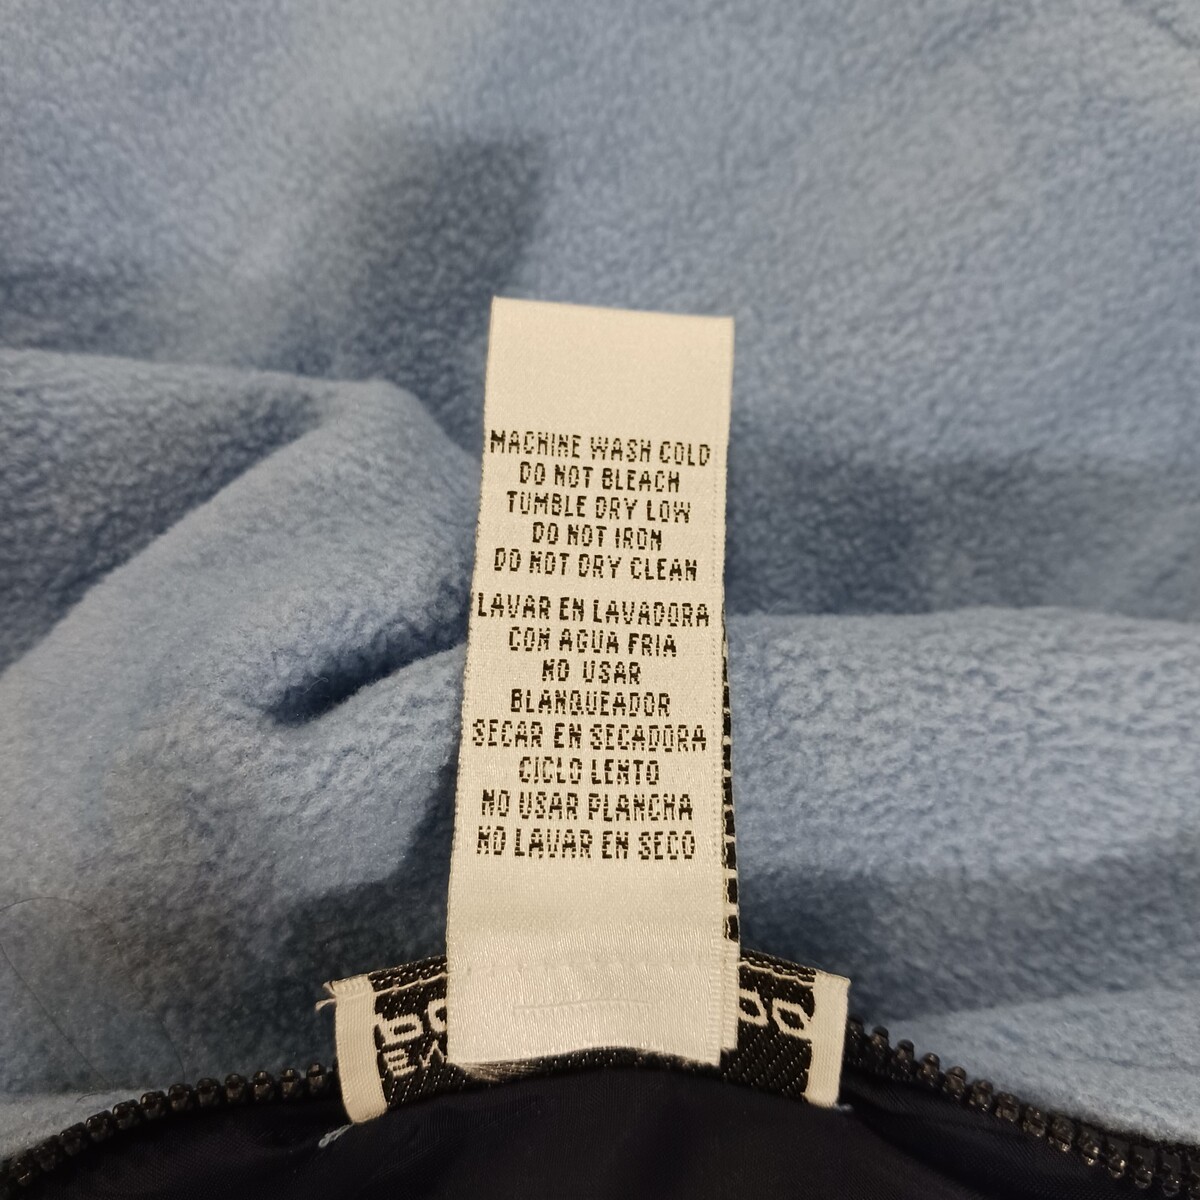 MACHINE WASH COLD
DO NOT BLEACH
TUMBLE DRY LOW
DO NOT IRON
DO NOT DRY CLEAN
LAVAR EN LAVADORA
CON AGUA FRIA
NO USAR
BLANQUEADOR
SECAR EN SECADORA
CICLO LENTO
NO USAR PLANCHA
NO LAVAR EN SECO